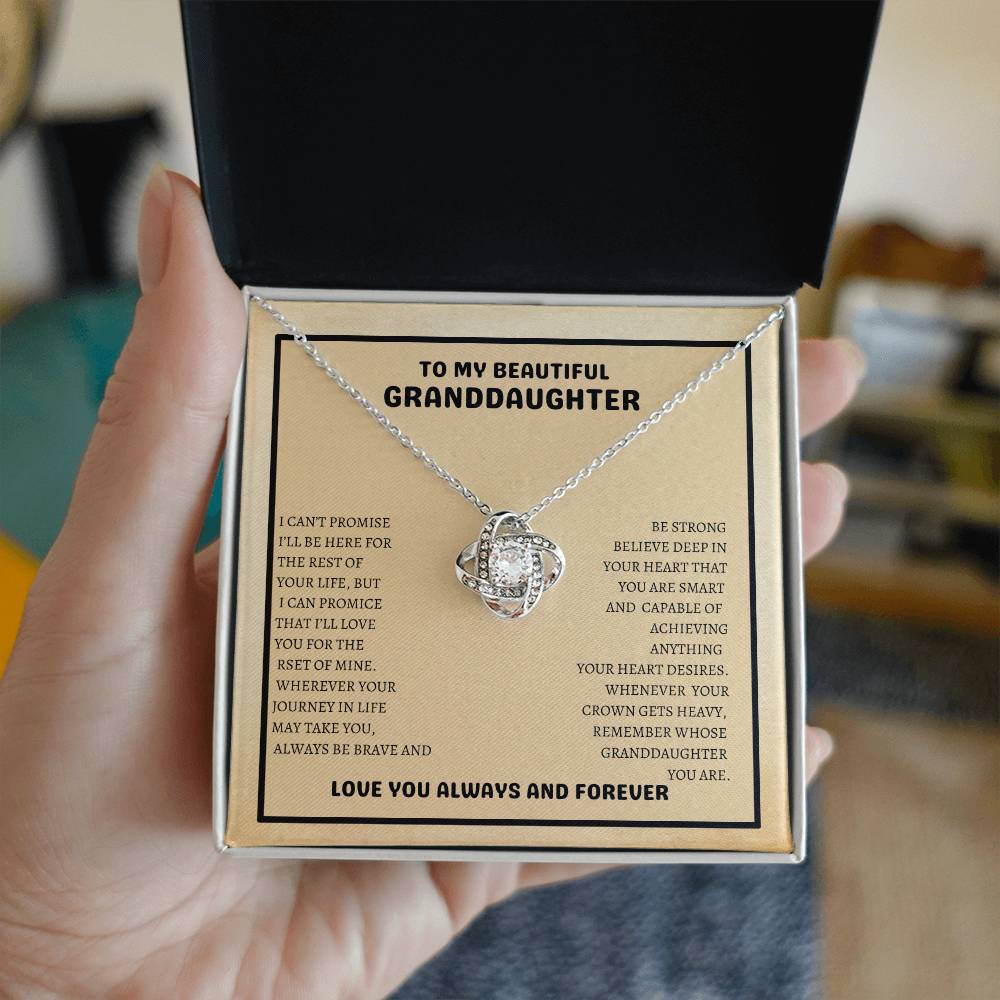 TO MY BEAUTIFUL
GRANDDAUGHTER
I CAN'T PROMISE
I'LL BE HERE FOR
THE REST OF
YOUR LIFE, BUT
I CAN PROMICE
THAT I'LL LOVE
YOU FOR THE
RSET OF MINE.
WHEREVER YOUR
JOURNEY IN LIFE
MAY TAKE YOU,
ALWAYS BE BRAVE AND
BE STRONG
BELIEVE DEEP IN
YOUR HEART THAT
YOU ARE SMART
AND CAPABLE OF
ACHIEVING
ANYTHING
YOUR HEART DESIRES.
WHENEVER YOUR
CROWN GETS HEAVY,
REMEMBER WHOSE
GRANDDAUGHTER
YOU ARE.
LOVE YOU ALWAYS AND FOREVER